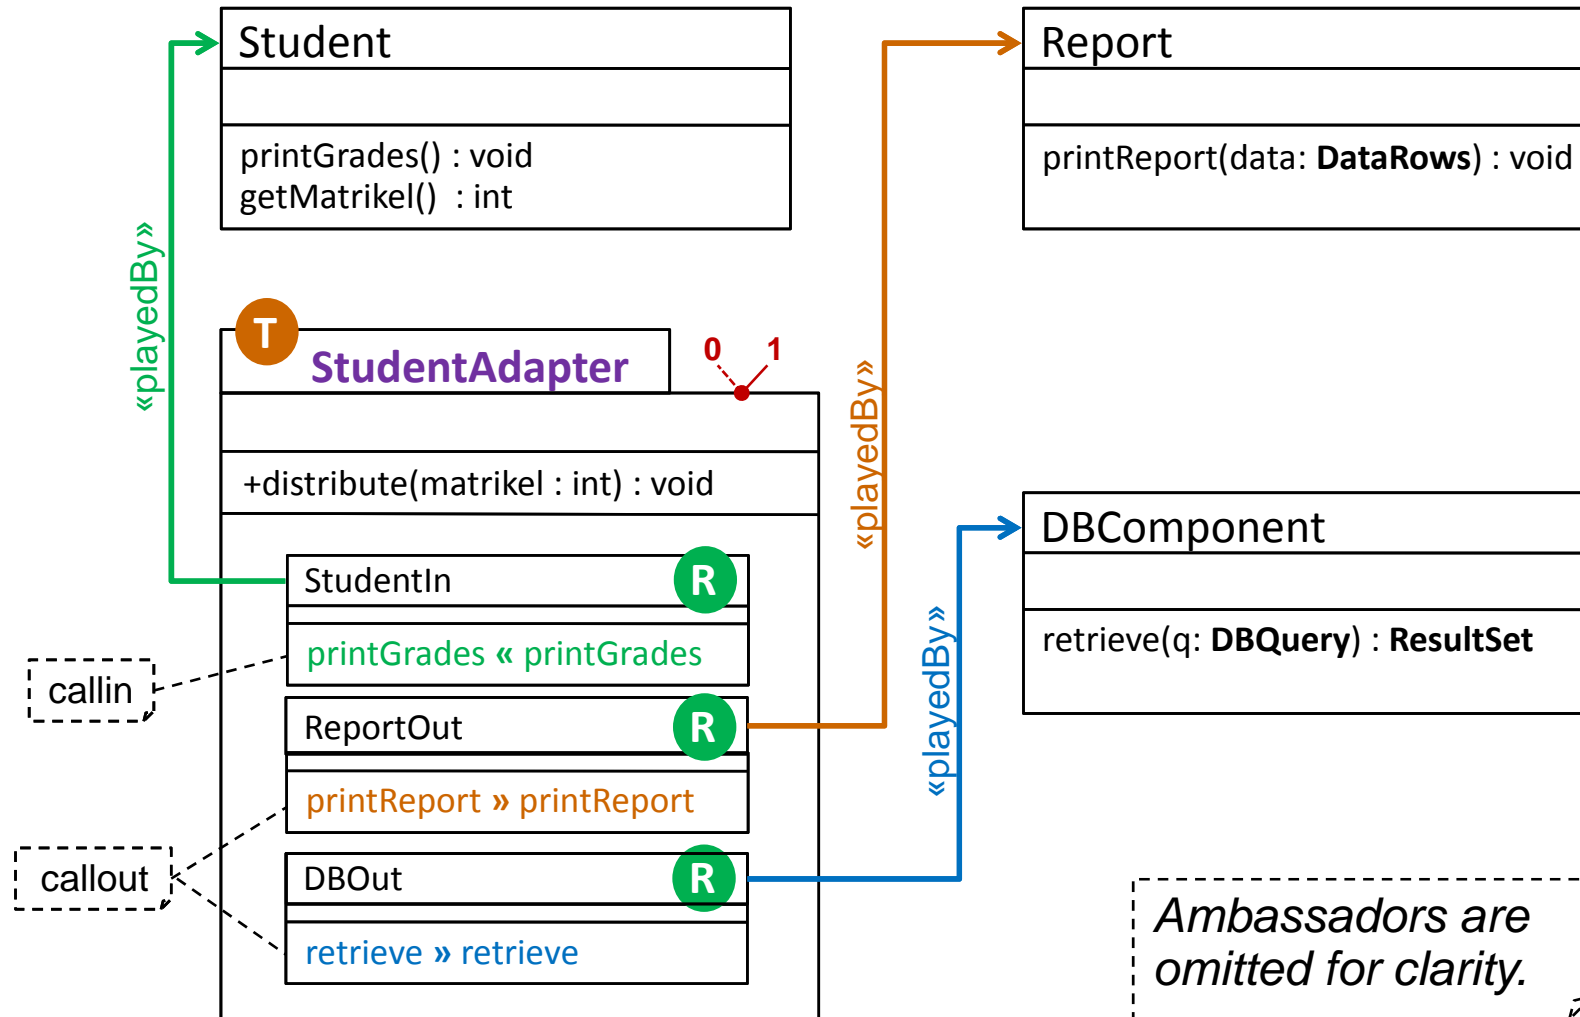 Student
printGrades() : void
getMatrikel() : int
Report
printReport(data: DataRows) : void
«playedBy»
T
StudentAdapter
0 1
+distribute(matrikel : int) : void
StudentIn
R
printGrades « printGrades
callin
ReportOut
R
printReport » printReport
callout
DBOut
R
retrieve » retrieve
«playedBy»
«playedBy»
DBComponent
retrieve(q: DBQuery) : ResultSet
Ambassadors are
omitted for clarity.